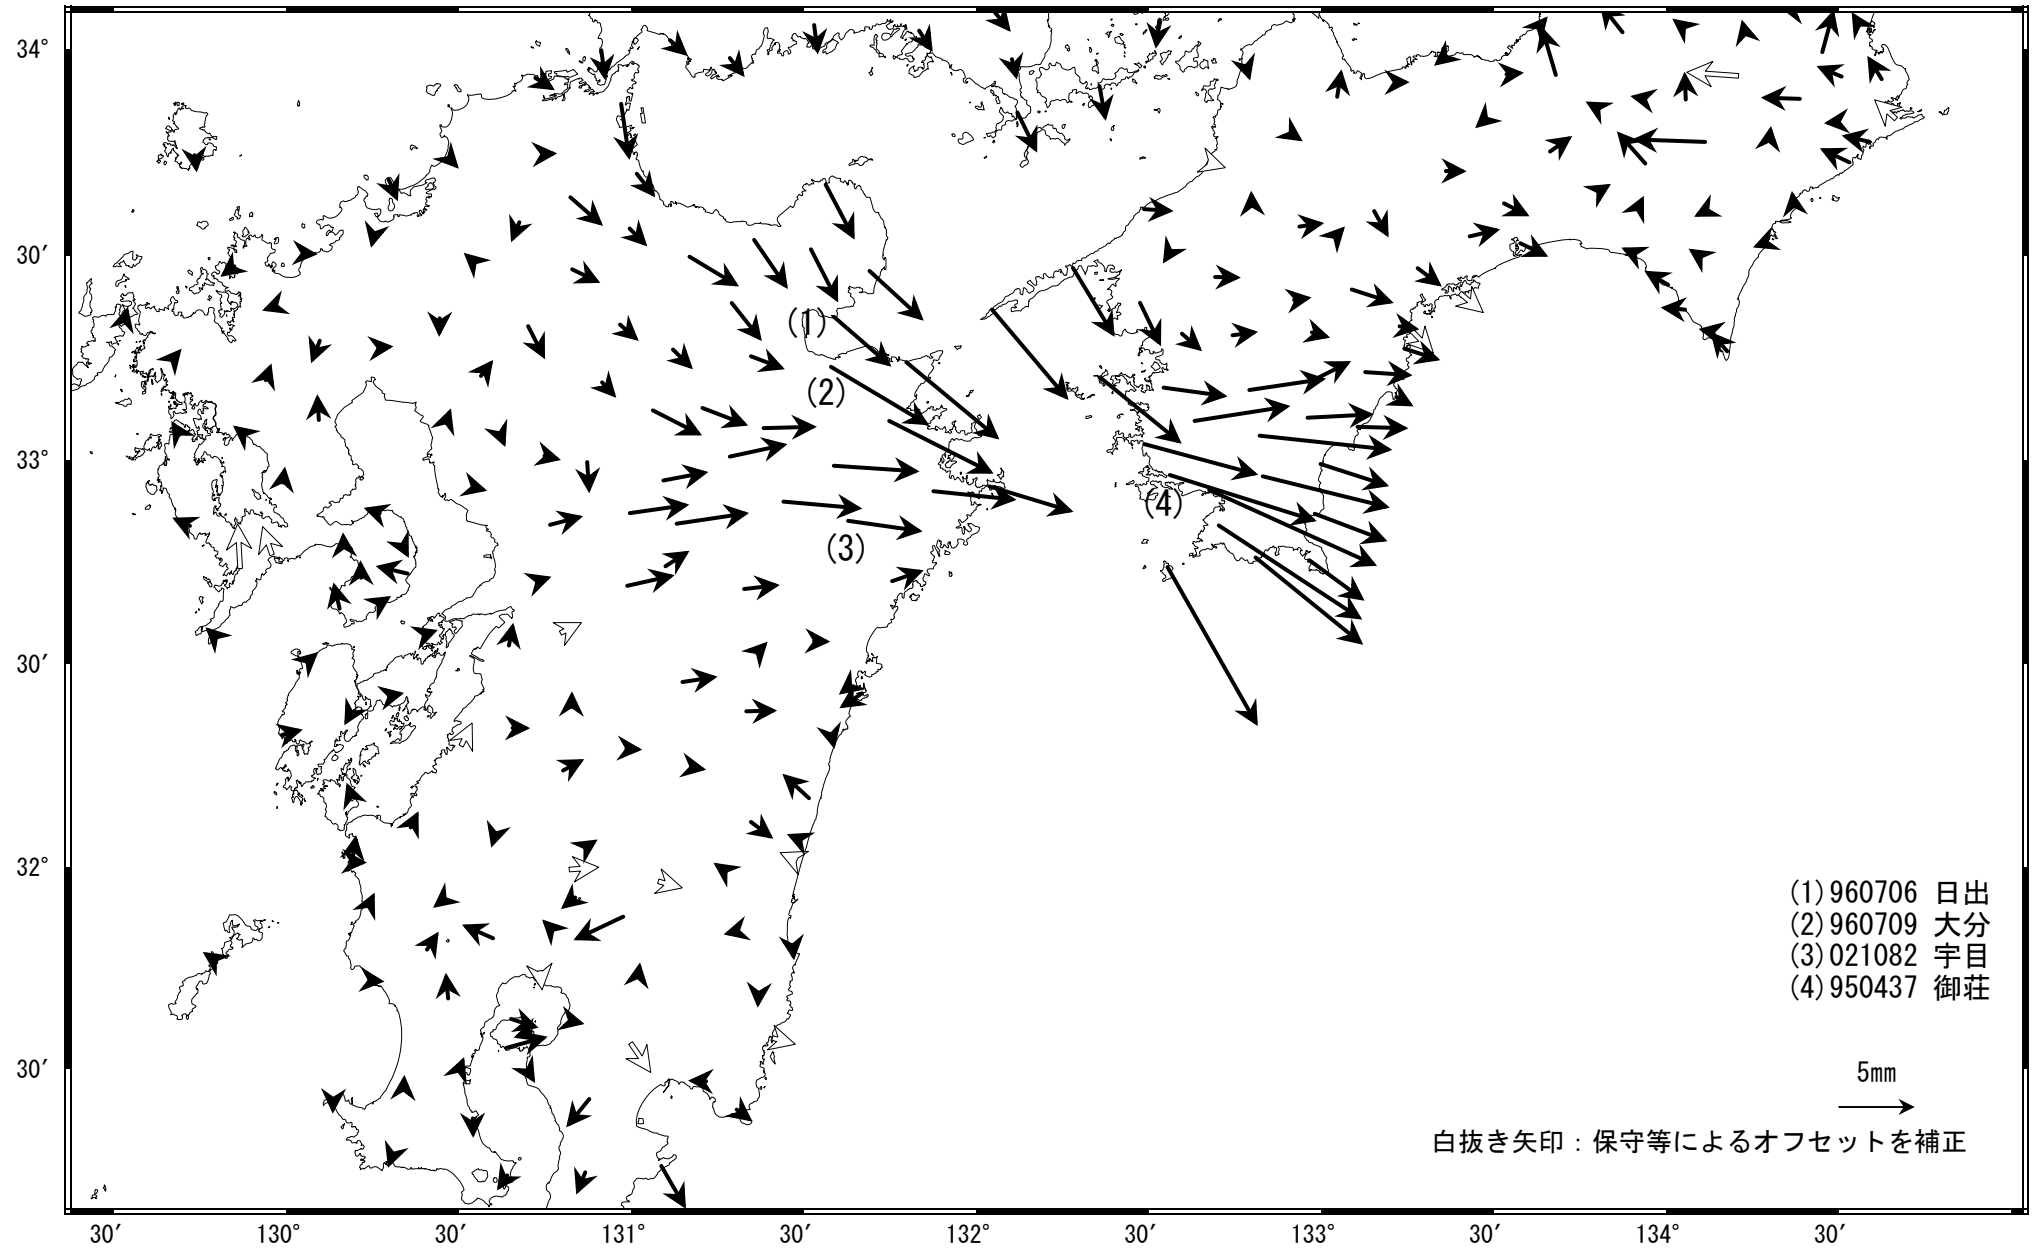 34°
30′
33°
30′
32°
30′
(1)
(2)
(3)
(4)
(1)960706 日出
(2)960709 大分
(3)021082 宇目
(4)950437 御荘
5mm
白抜き矢印：保守等によるオフセットを補正
30′ 130° 30′ 131° 30′ 132° 30′ 133° 30′ 134° 30′